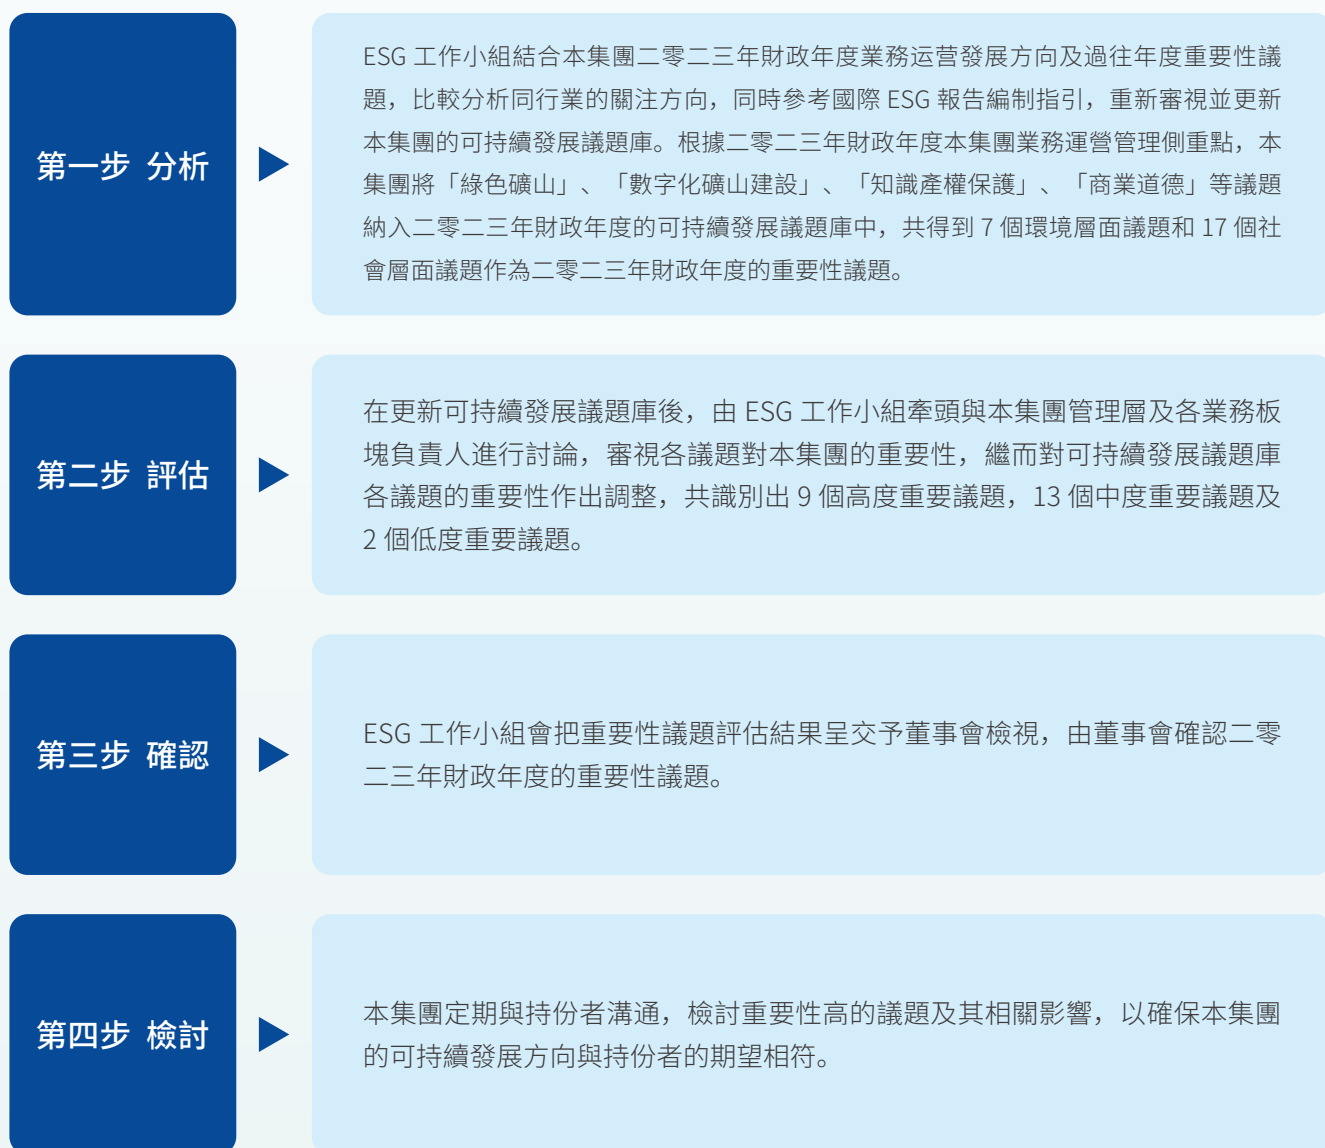 第一步 分析
ESG 工作小組結合本集團二零二三年財政年度業務运营發展方向及過往年度重要性議
題，比較分析同行業的關注方向，同時參考國際 ESG 報告編制指引，重新審視並更新
本集團的可持續發展議題庫。根據二零二三年財政年度本集團業務運營管理側重點，本
集團將「綠色礦山」、「數字化礦山建設」、「知識產權保護」、「商業道德」等議題
納入二零二三年財政年度的可持續發展議題庫中，共得到 7 個環境層面議題和 17 個社
會層面議題作為二零二三年財政年度的重要性議題。
第二步 評估
在更新可持續發展議題庫後，由 ESG 工作小組牽頭與本集團管理層及各業務板
塊負責人進行討論，審視各議題對本集團的重要性，繼而對可持續發展議題庫
各議題的重要性作出調整，共識別出 9 個高度重要議題，13 個中度重要議題及
2 個低度重要議題。
第三步 確認
ESG 工作小組會把重要性議題評估結果呈交予董事會檢視，由董事會確認二零
二三年財政年度的重要性議題。
第四步 檢討
本集團定期與持份者溝通，檢討重要性高的議題及其相關影響，以確保本集團
的可持續發展方向與持份者的期望相符。